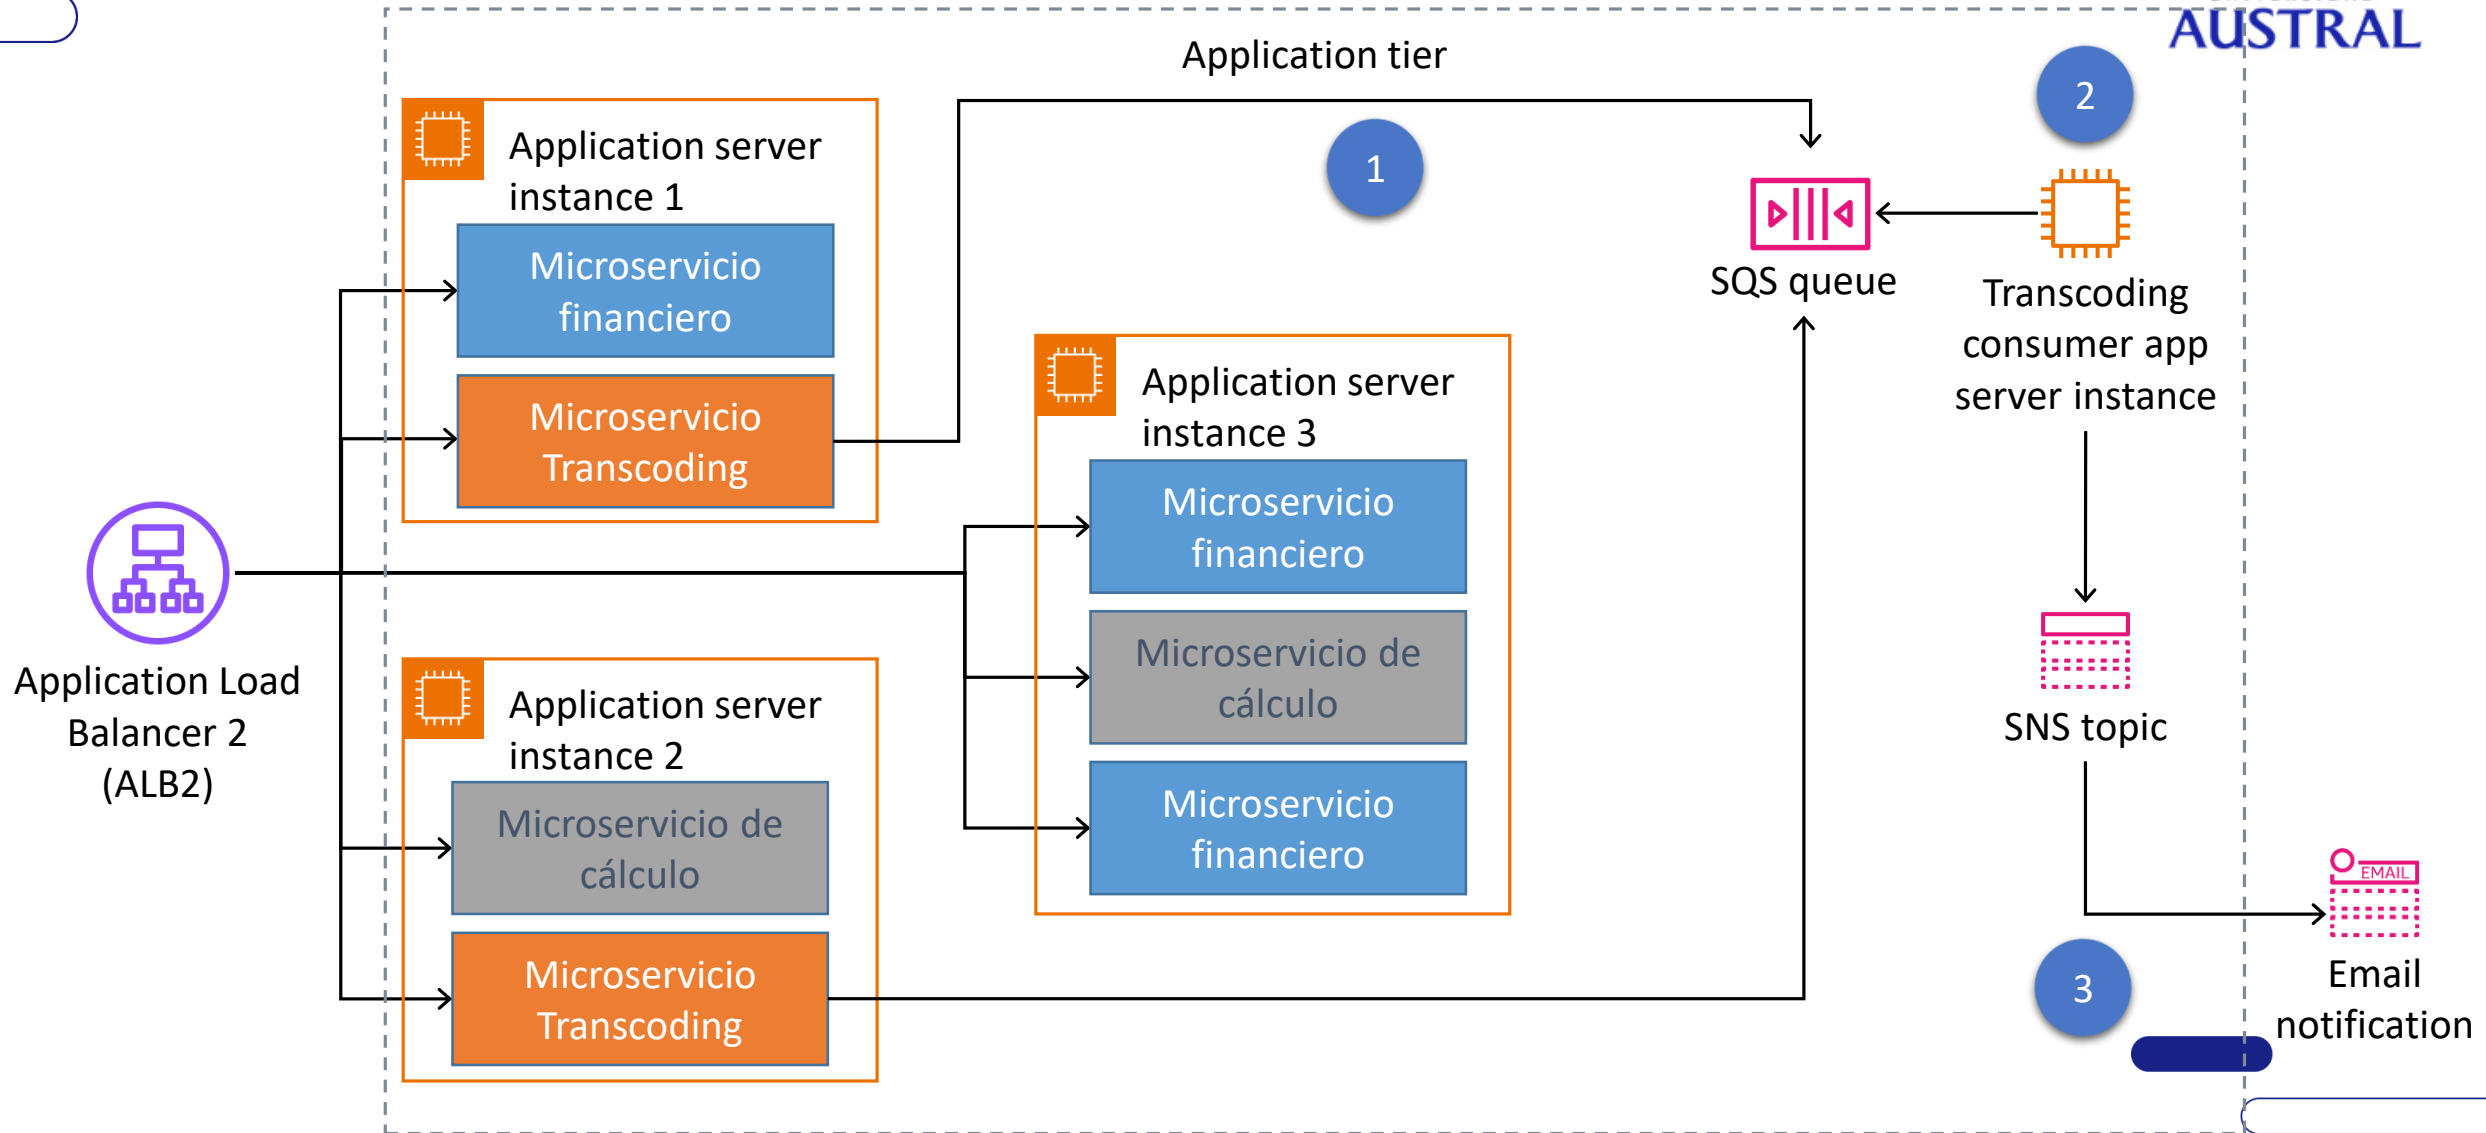 AUSTRAL
Application tier
1
2
Application server
instance 1
Microservicio
financiero
Microservicio
Transcoding
Application server
instance 3
Microservicio
financiero
Microservicio de
cálculo
Microservicio
financiero
Application Load
Balancer 2
(ALB2)
Application server
instance 2
Microservicio de
cálculo
Microservicio
Transcoding
SQS queue
Transcoding
consumer app
server instance
SNS topic
3
EMAIL
Email
notification